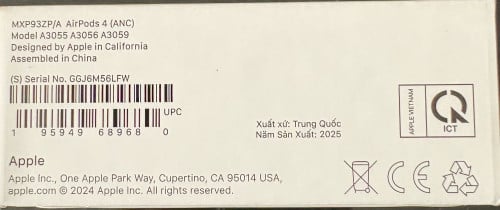 MXP93ZP/A AirPods 4 (ANC)
Model A3055 A3056 A3059
Designed by Apple in California
Assembled in China
(S) Serial No. GGJ6M56LFW
UPC
1 95949 68968 0
Xuất xứ: Trung Quốc
Năm Sản Xuất: 2025
APPLE VIETNAM
ICT
Apple
Apple Inc., One Apple Park Way, Cupertino, CA 95014 USA,
apple.com © 2024 Apple Inc. All rights reserved.
CE